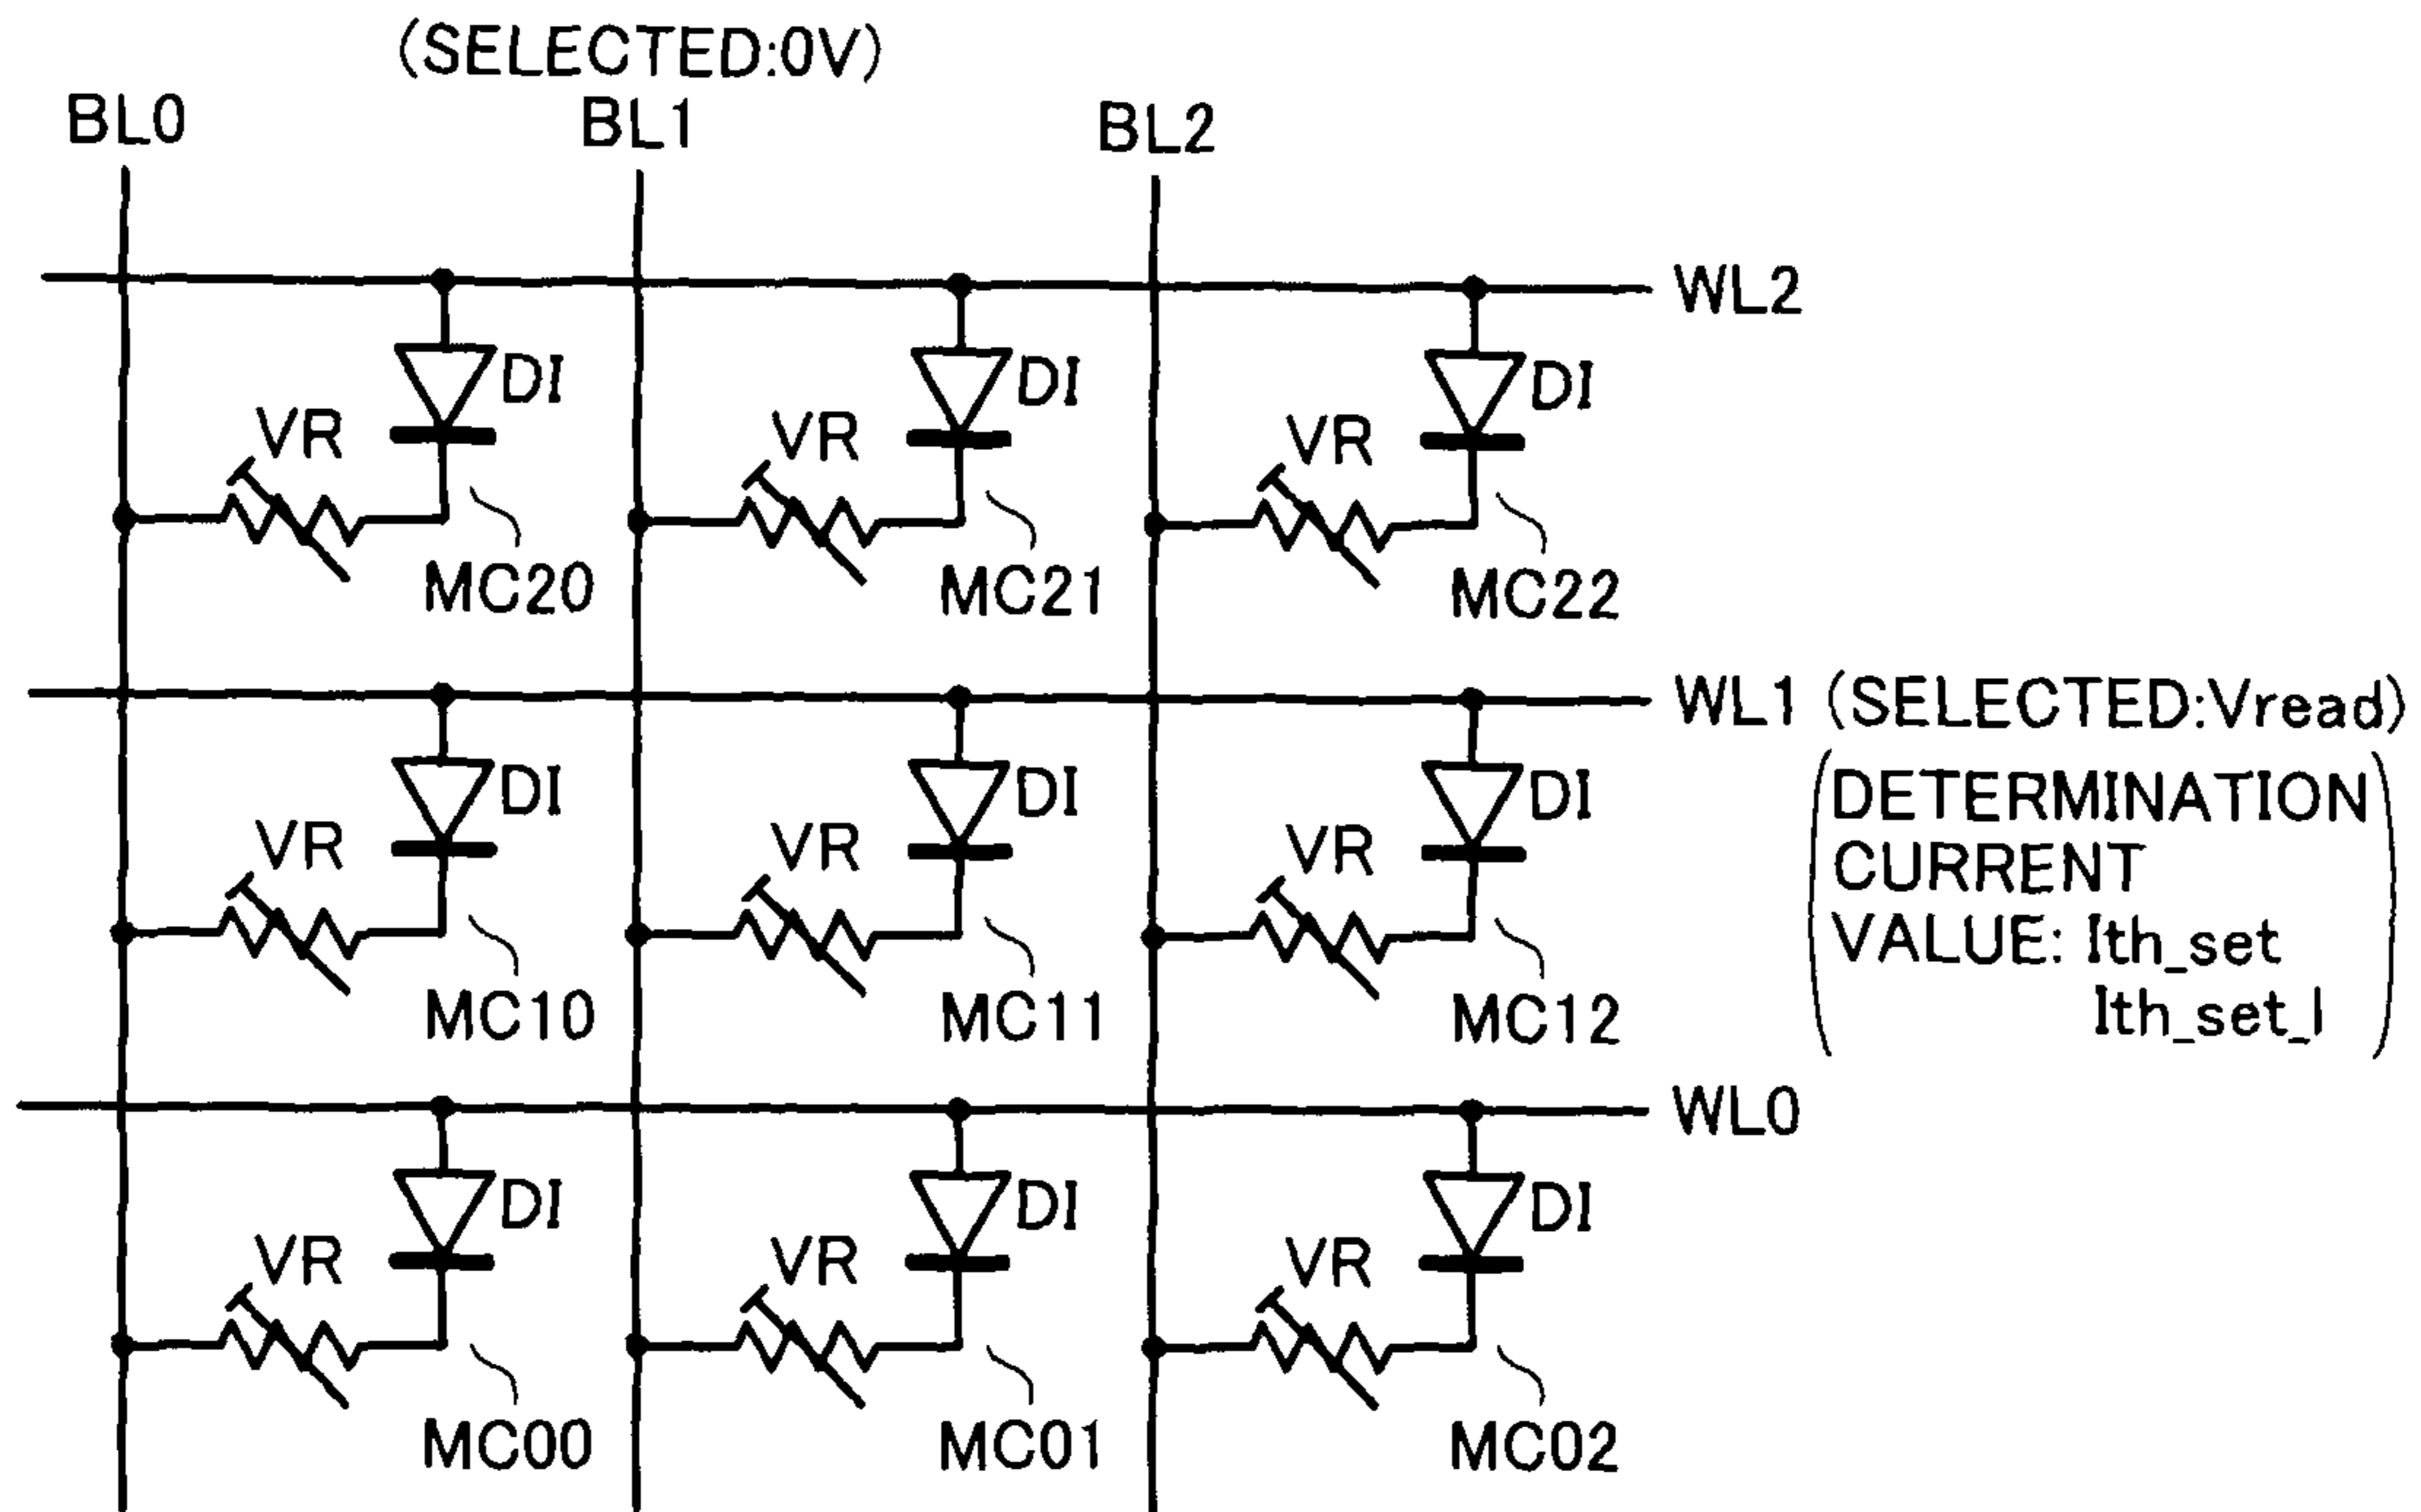 (SELECTED:0V)
BL0 BL1 BL2
WL2
DI DI DI
VR VR VR
MC20 MC21 MC22
WL1 (SELECTED:Vread)
DETERMINATION
CURRENT
VALUE: Ith_set
Ith_set_l
DI DI DI
VR VR VR
MC10 MC11 MC12
WL0
DI DI DI
VR VR VR
MC00 MC01 MC02